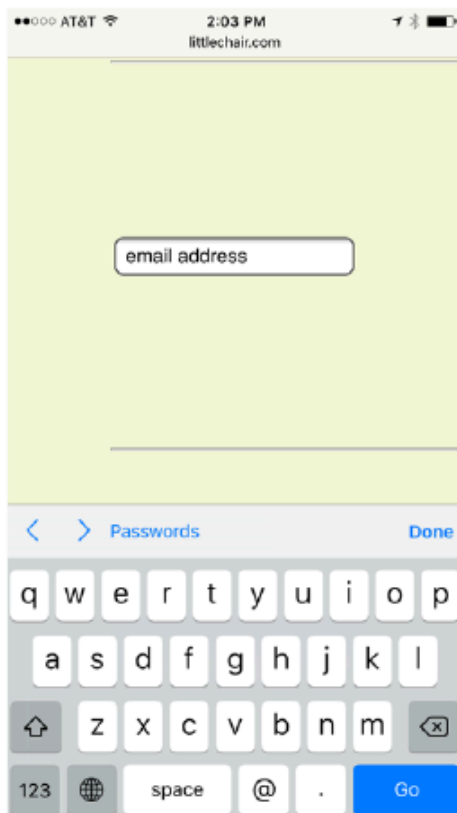 AT&T 2:03 PM
littlechair.com
email address
Passwords Done
q w e r t y u i o p
a s d f g h j k l
z x c v b n m
123 space @ . Go